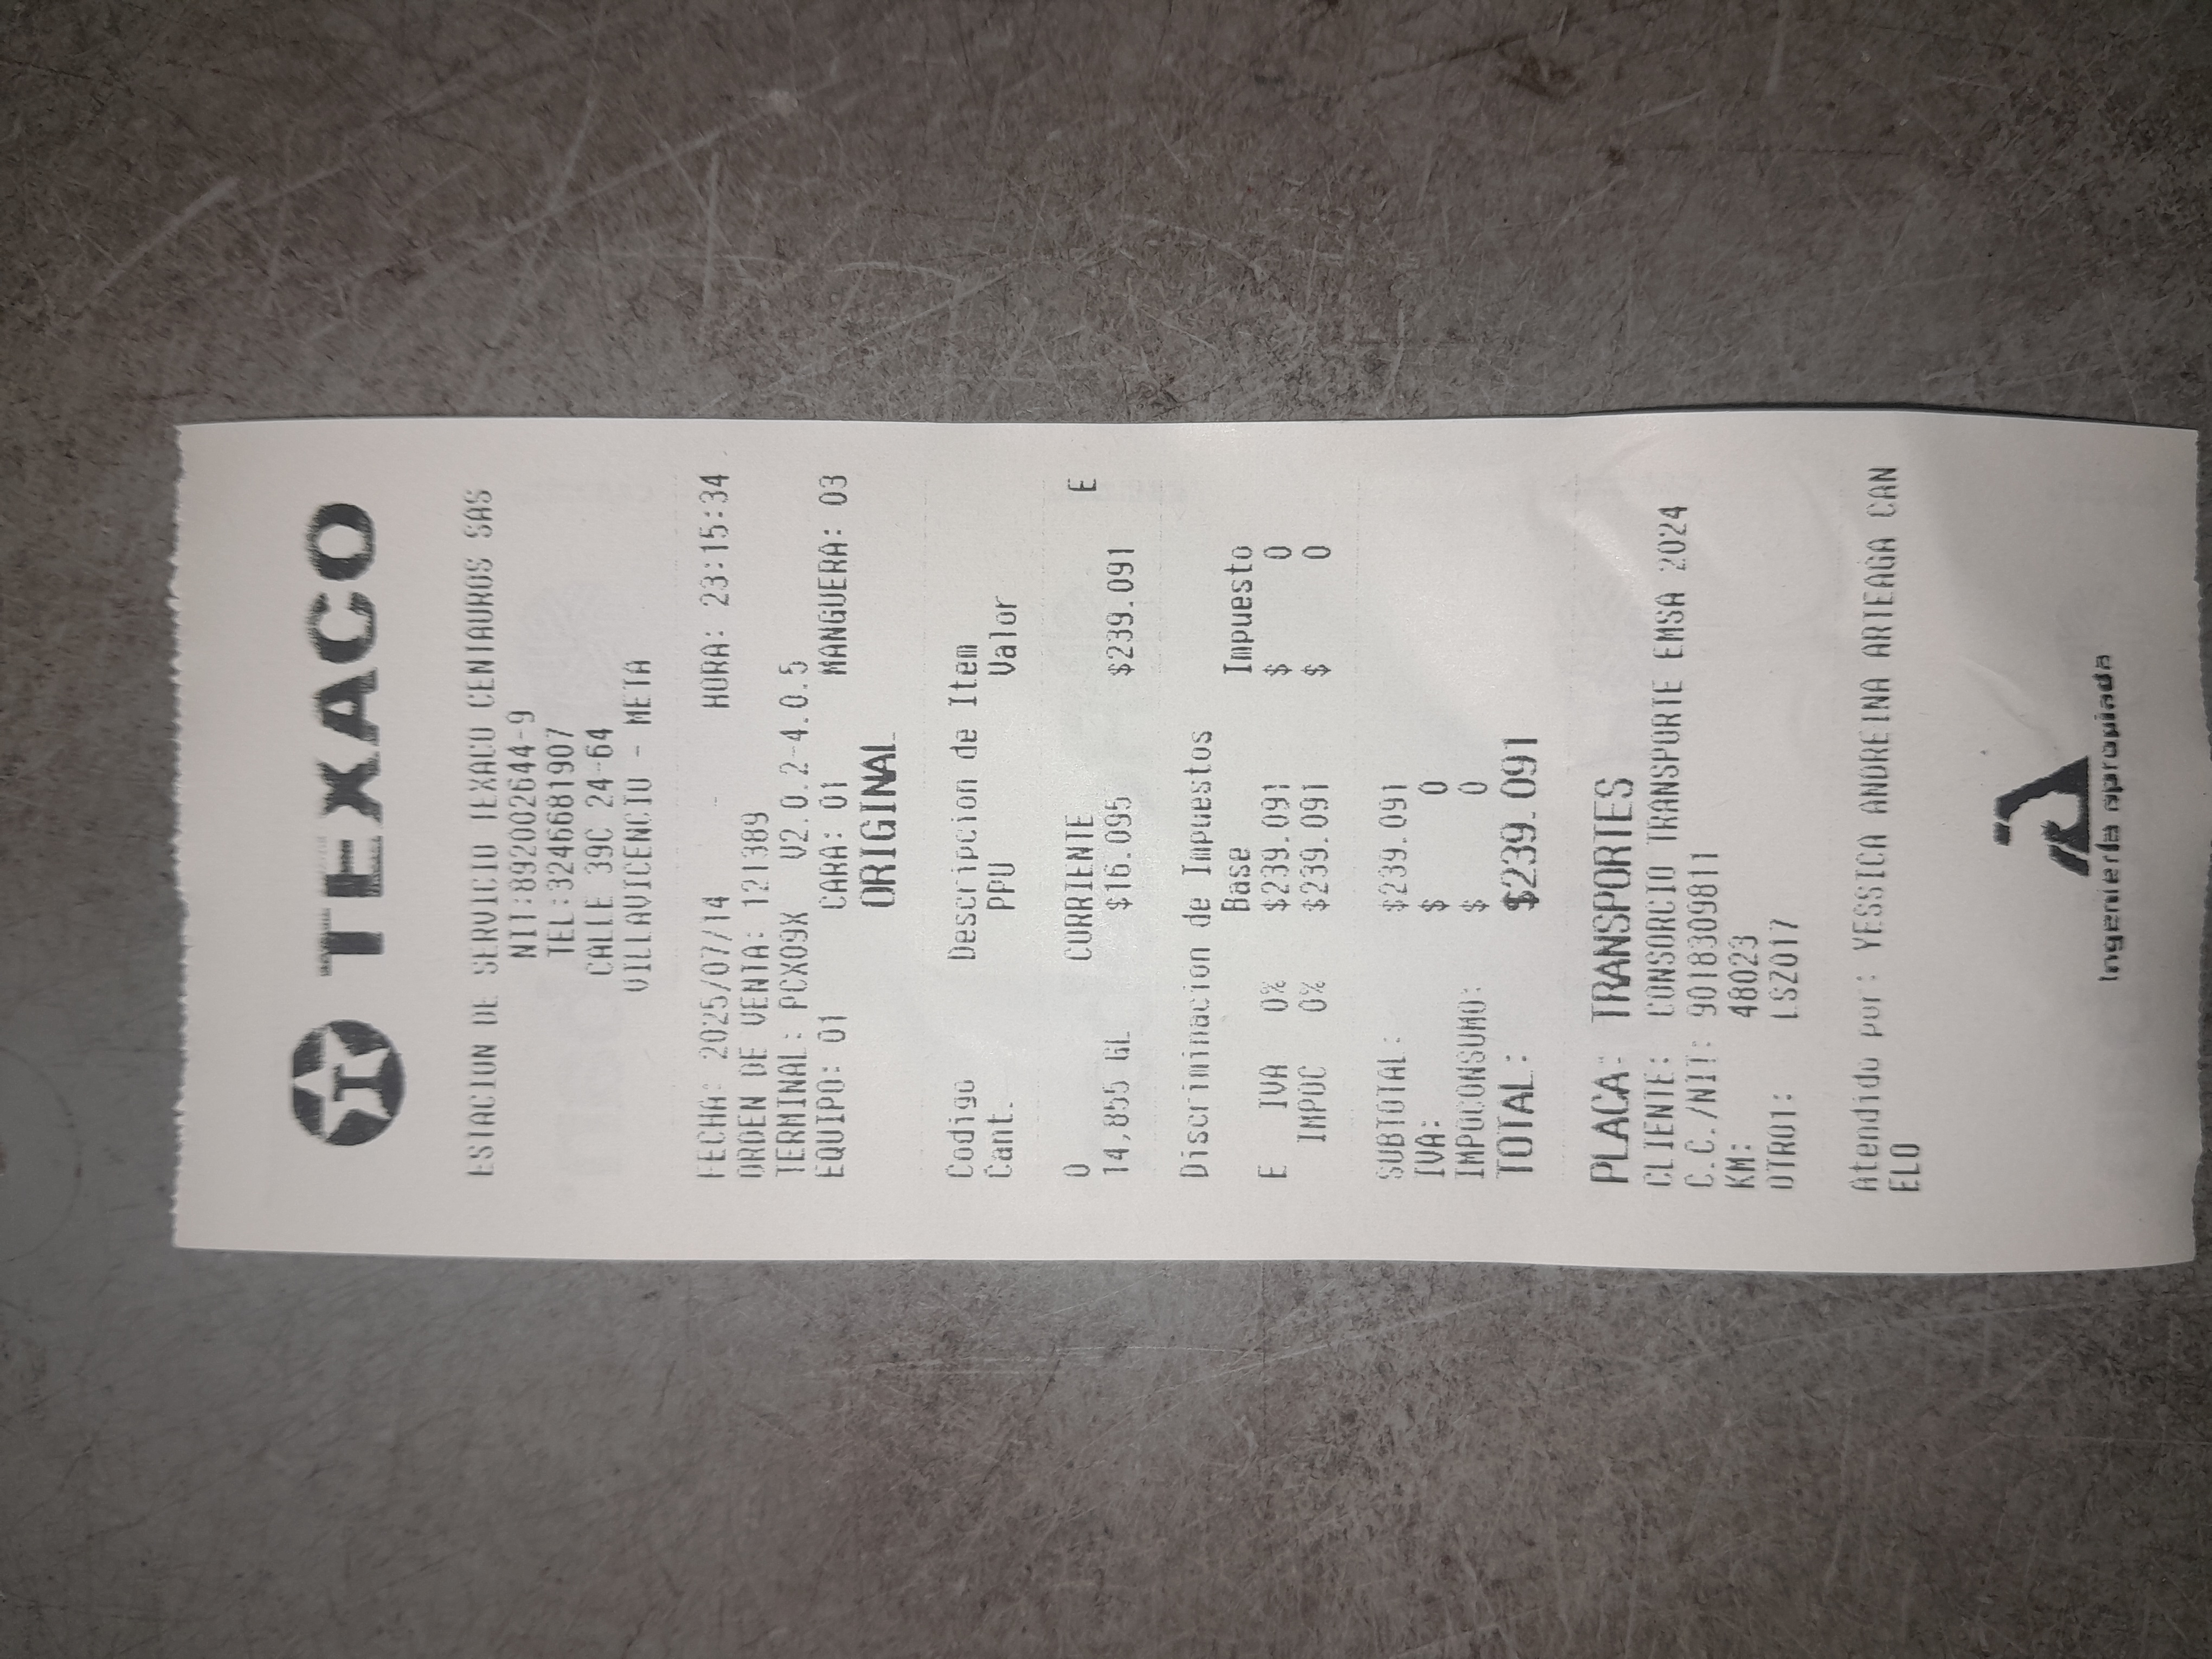 TEXACO
ESTACION DE SERVICIO TEXACO CENTAUROS SAS
NIT:892002644-9
TEL:3246681907
CALLE 39C 24-64
VILLAVICENCIO - META
FECHA: 2025/07/14 HORA: 23:15:34
ORDEN DE VENTA: 121389
TERMINAL: PCX09X V2.0.2-4.0.5
EQUIPO: 01 CARA: 01 MANGUERA: 03
ORIGINAL
Codigo Descripcion de Item
Cant. PPU Valor
0 CORRIENTE E
14,855 GL $16.095 $239.091
Discriminacion de Impuestos
Base Impuesto
E IVA 0% $239.091 $ 0
IMPOC 0% $239.091 $ 0
SUBTOTAL: $239.091
IVA: $ 0
IMPOCONSUMO: $ 0
TOTAL: $239.091
PLACA: TRANSPORTES
CLIENTE: CONSORCIO TRANSPORTE EMSA 2024
C.C./NIT: 9018309811
KM: 48023
OTRO1: LSZ017
Atendido por: YESSICA ANDREINA ARTEAGA CAN
ELO
Ingeniería apropiada